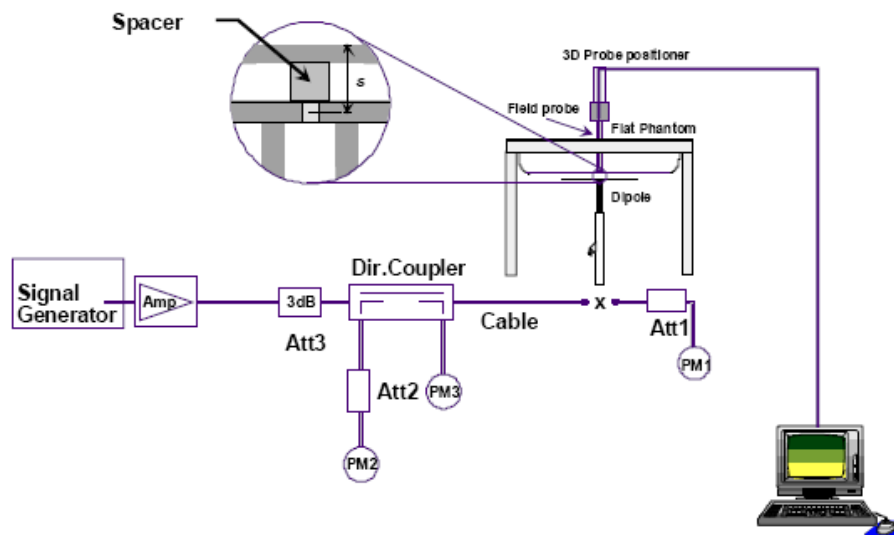 Spacer
s
3D Probe positioner
Field probe
Flat Phantom
Dipole
Signal
Generator
Amp
3dB
Att3
Dir.Coupler
Cable
x
Att1
PM1
Att2
PM3
PM2